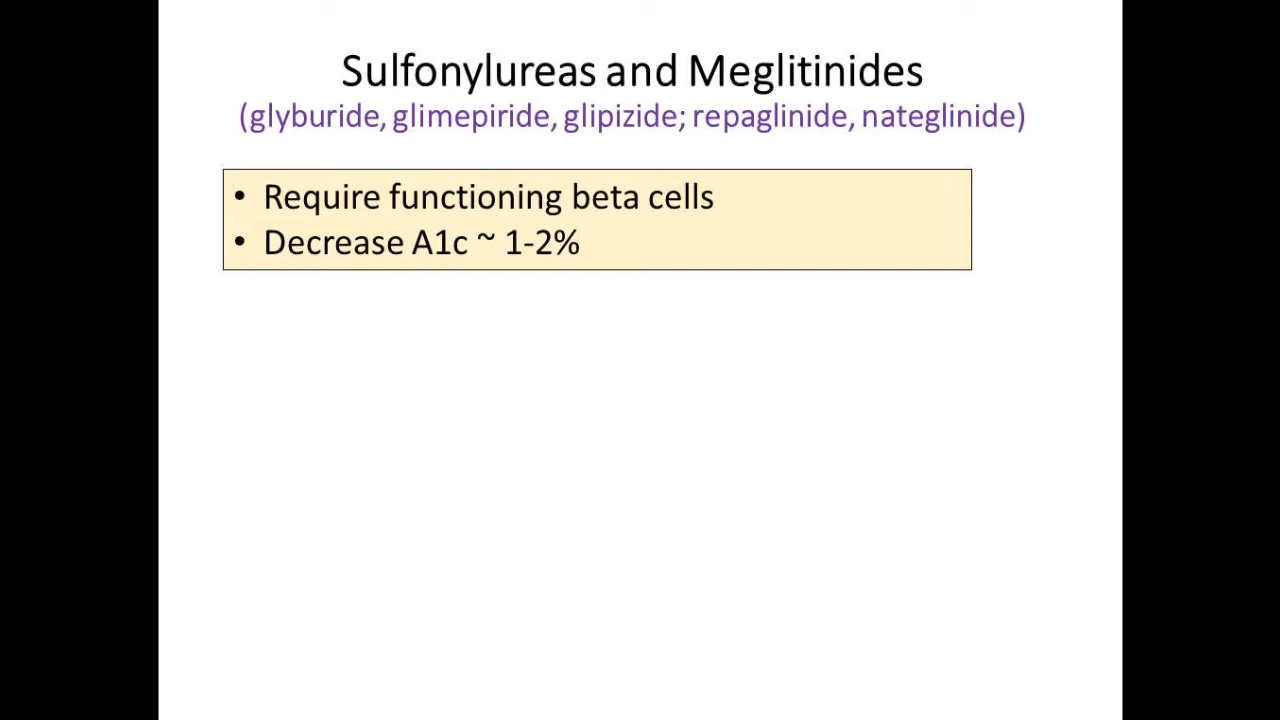 Sulfonylureas and Meglitinides
(glyburide, glimepiride, glipizide; repaglinide, nateglinide)
• Require functioning beta cells
• Decrease A1c ~ 1-2%